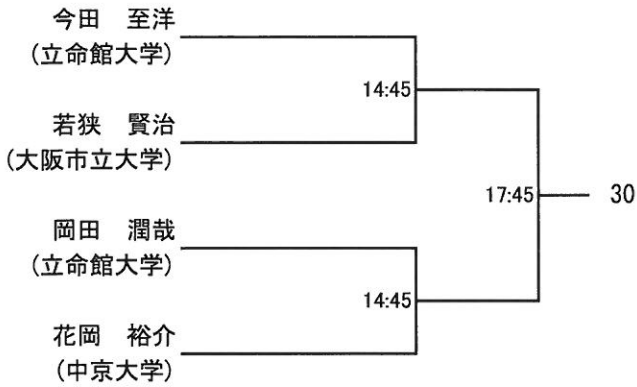 今田　至洋
(立命館大学)
14:45
若狭　賢治
(大阪市立大学)
17:45　30
岡田　潤哉
(立命館大学)
14:45
花岡　裕介
(中京大学)